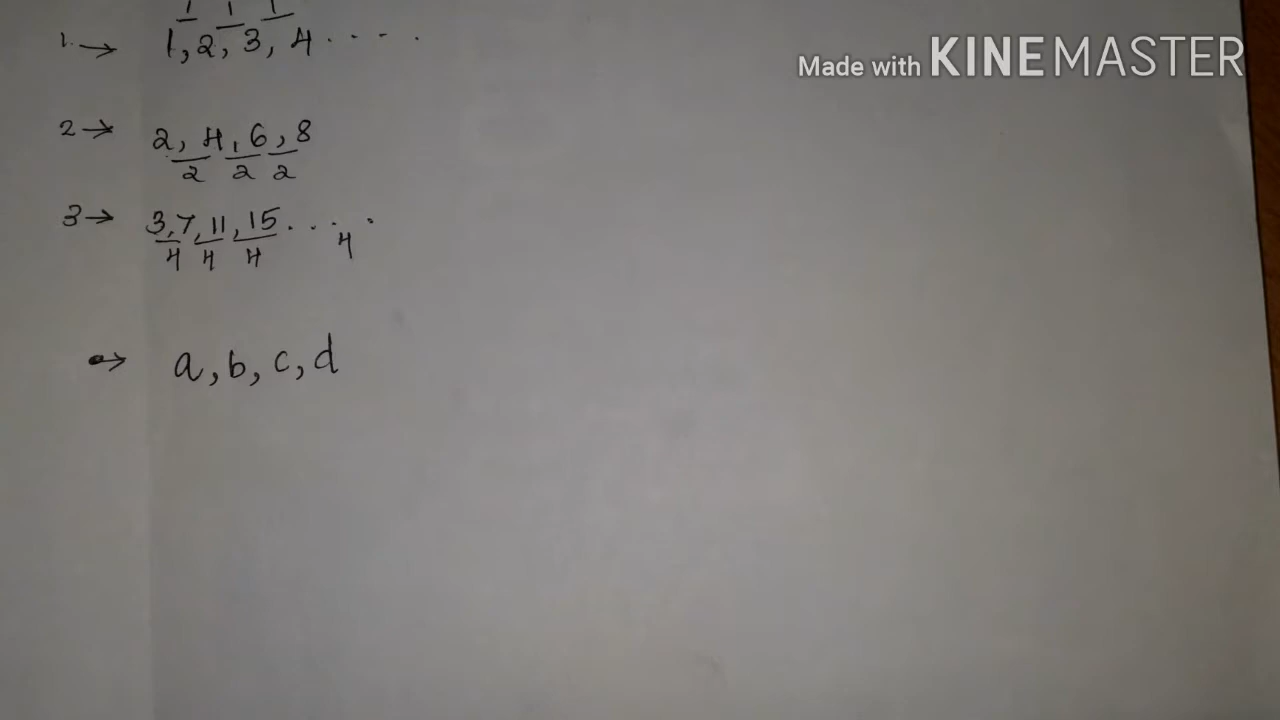 1 1 1
1. → 1, 2, 3, 4 . . . .
Made with KINEMASTER
2 → 2, 4, 6, 8
2 2 2
3 → 3, 7, 11, 15 . . . .
4 4 4 4
→ a, b, c, d